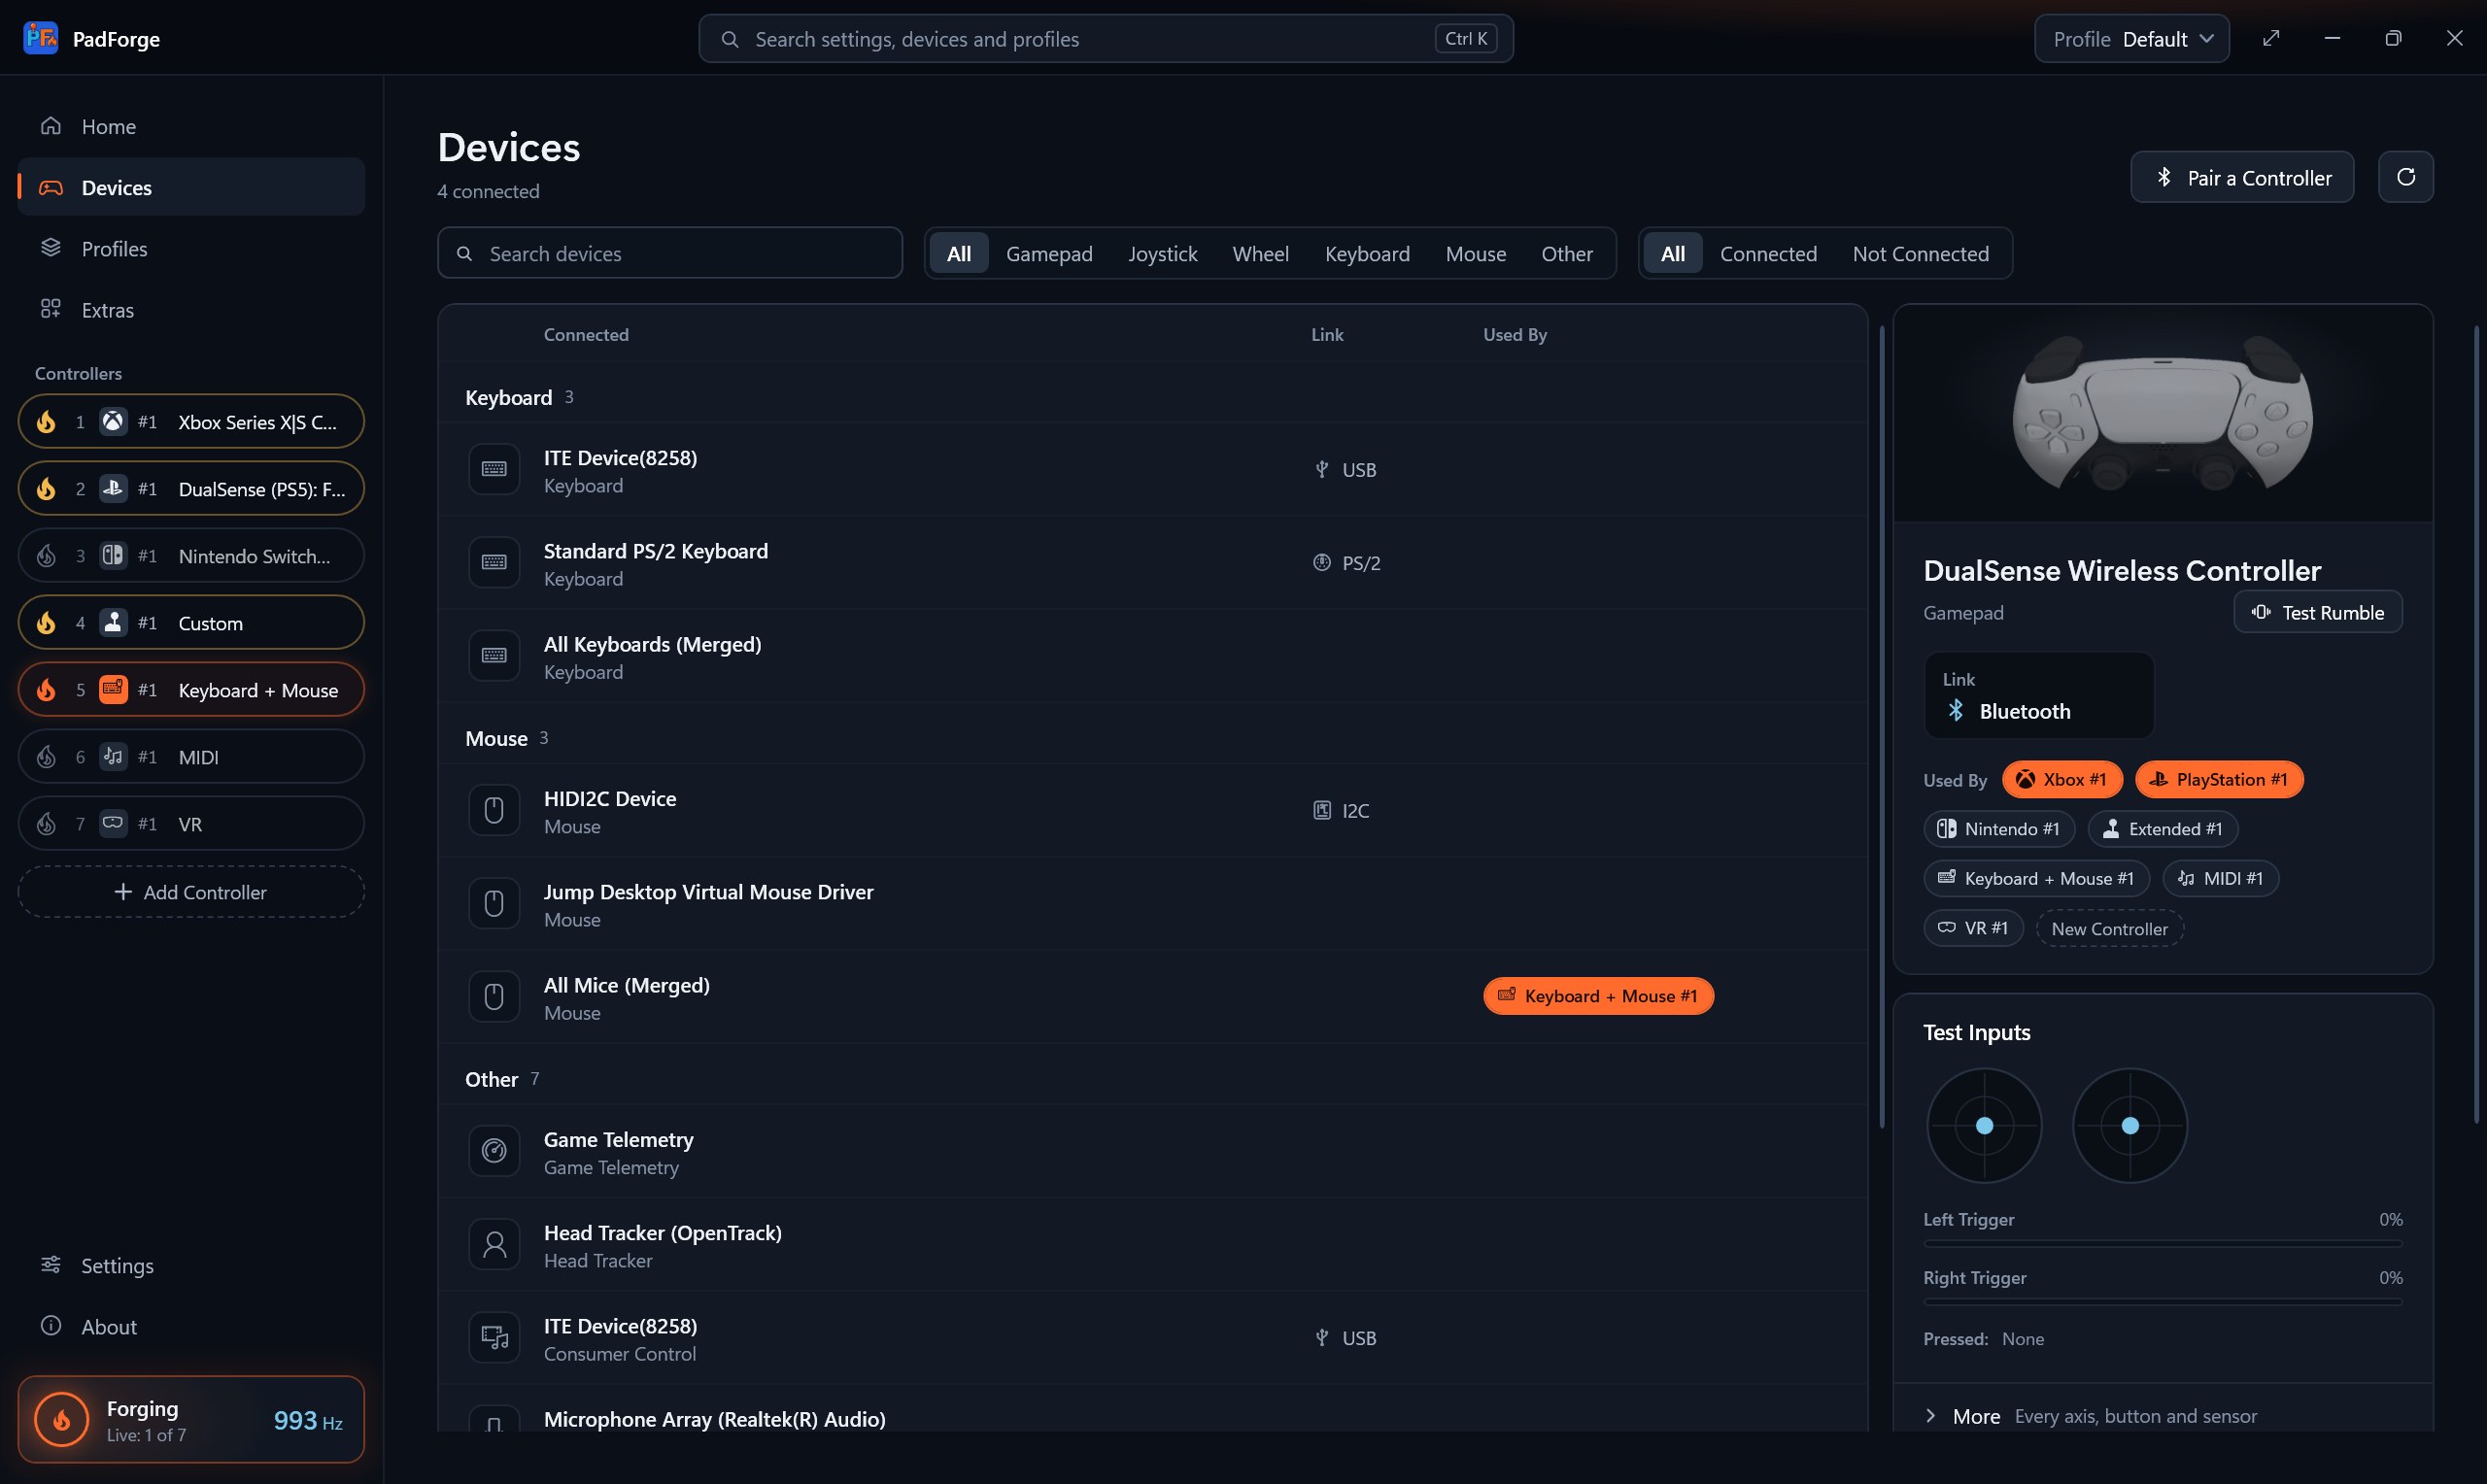 PadForge
Search settings, devices and profiles
Ctrl K
Profile Default
Home
Devices
Profiles
Extras
Controllers
1 #1 Xbox Series X|S C...
2 #1 DualSense (PS5): F...
3 #1 Nintendo Switch...
4 #1 Custom
5 #1 Keyboard + Mouse
6 #1 MIDI
7 #1 VR
Add Controller
Settings
About
Forging
Live: 1 of 7
993 Hz
Devices
4 connected
Pair a Controller
Search devices
All Gamepad Joystick Wheel Keyboard Mouse Other
All Connected Not Connected
Connected Link Used By
Keyboard 3
ITE Device(8258)
Keyboard
USB
Standard PS/2 Keyboard
Keyboard
PS/2
All Keyboards (Merged)
Keyboard
Mouse 3
HIDI2C Device
Mouse
I2C
Jump Desktop Virtual Mouse Driver
Mouse
All Mice (Merged)
Mouse
Keyboard + Mouse #1
Other 7
Game Telemetry
Game Telemetry
Head Tracker (OpenTrack)
Head Tracker
ITE Device(8258)
Consumer Control
USB
Microphone Array (Realtek(R) Audio)
DualSense Wireless Controller
Gamepad
Test Rumble
Link
Bluetooth
Used By Xbox #1 PlayStation #1
Nintendo #1 Extended #1
Keyboard + Mouse #1 MIDI #1
VR #1 New Controller
Test Inputs
Left Trigger 0%
Right Trigger 0%
Pressed: None
More Every axis, button and sensor